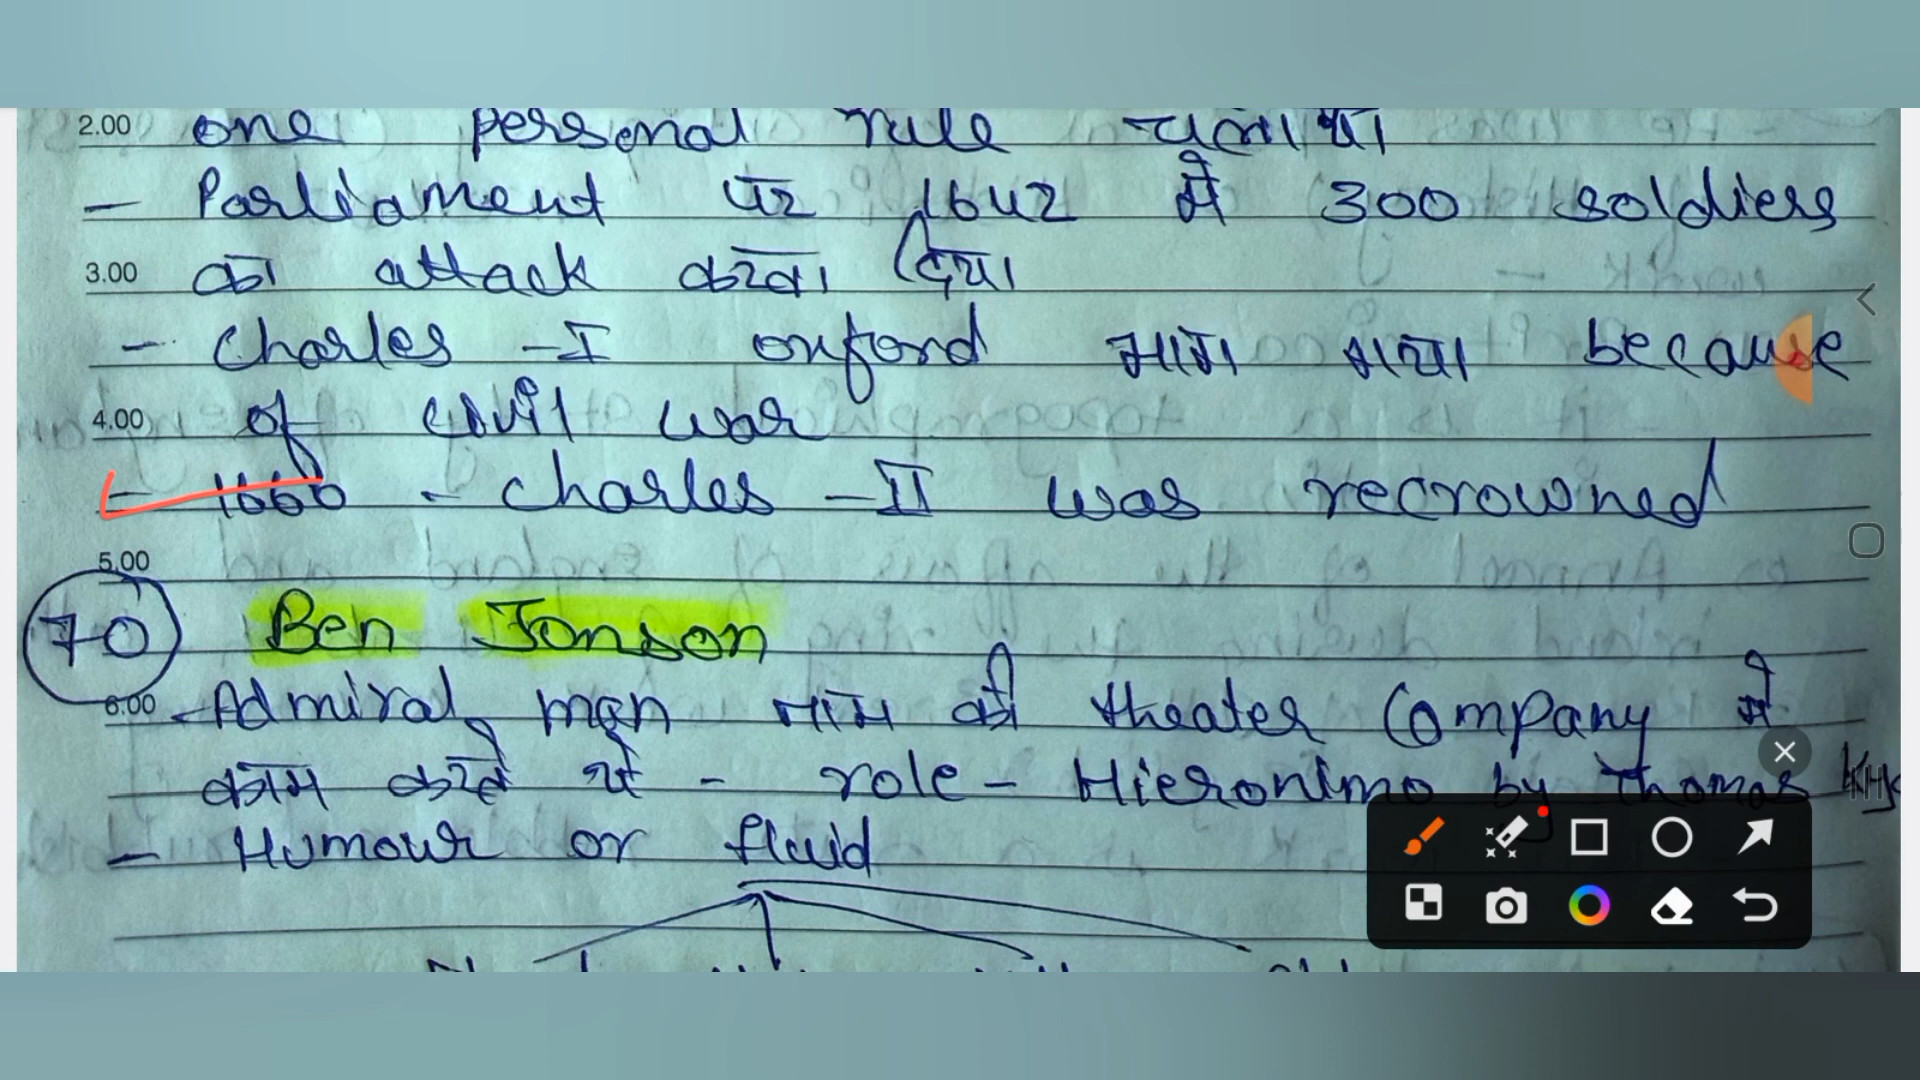 2.00 one personal rule चलाया
- Parliament पर 1642 में 300 soldiers
3.00 का attack करवा दिया
- Charles -I oxford भाग गया because
4.00 of civil war
- 1660 - Charles -II was recrowned
5.00
70 Ben Jonson
6.00 - Admiral man नाम की theater Company में
काम करते थे - role - Hieronimo by Thomas Kyd
- Humour or fluid